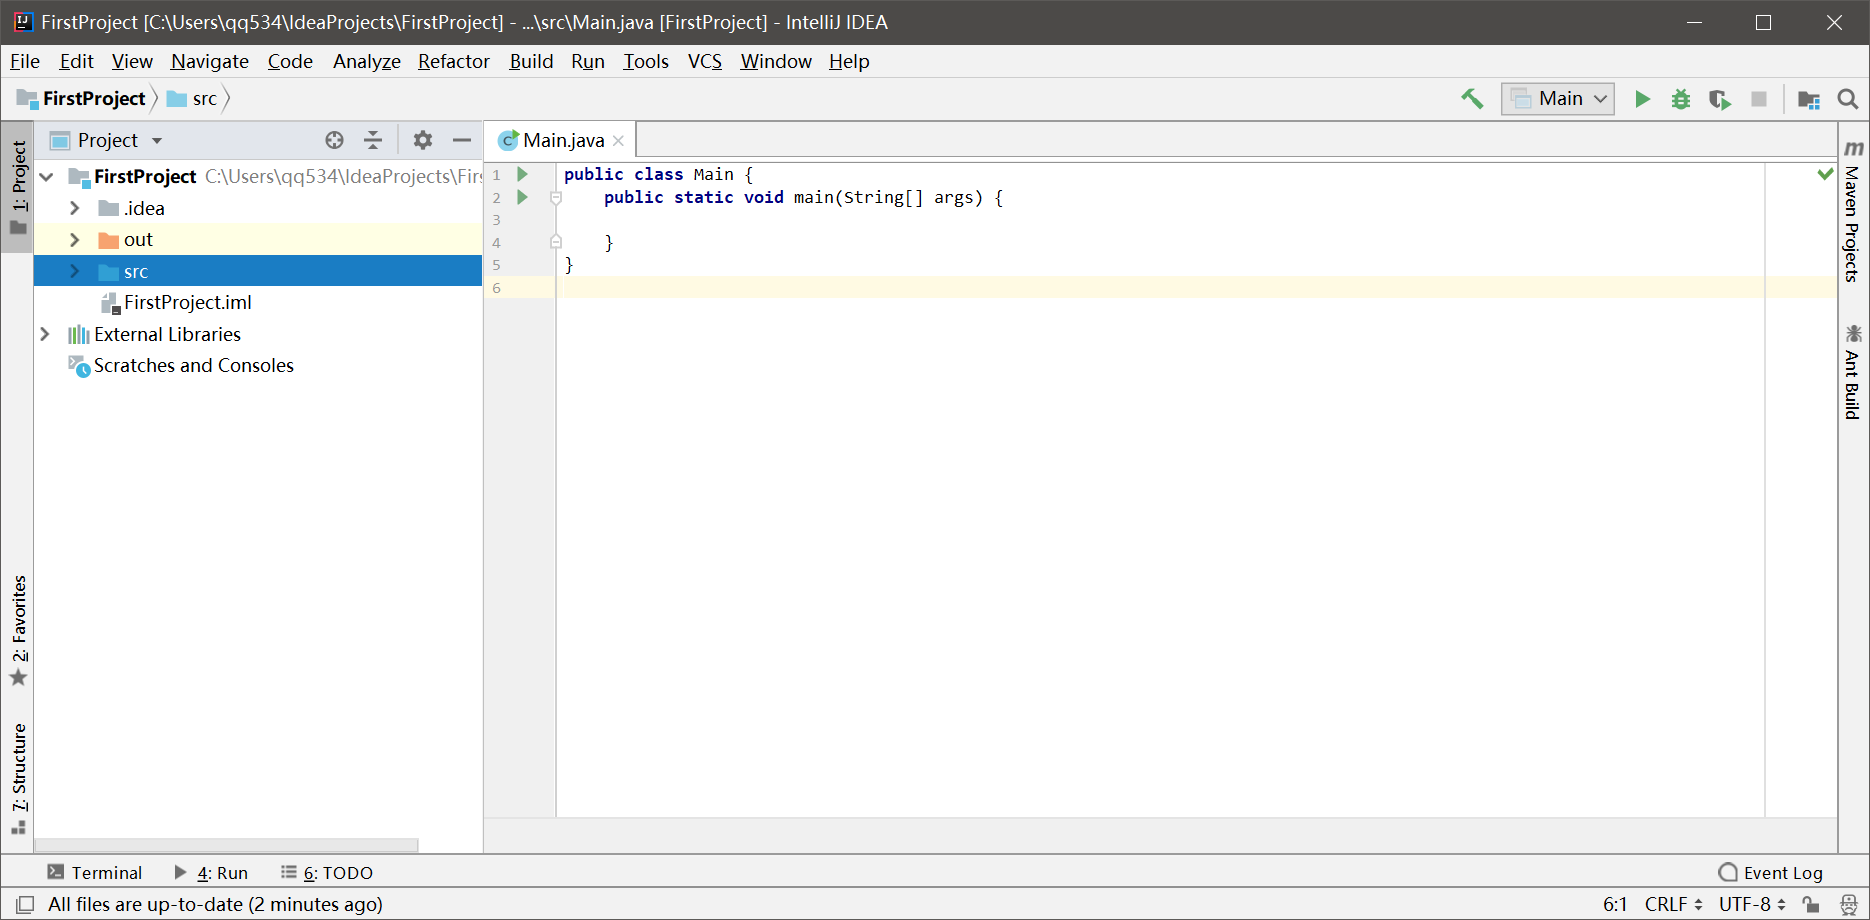 FirstProject [C:\Users\qq534\IdeaProjects\FirstProject] - ...\src\Main.java [FirstProject] - IntelliJ IDEA
File Edit View Navigate Code Analyze Refactor Build Run Tools VCS Window Help
FirstProject src Main
1: Project
Project
FirstProject C:\Users\qq534\IdeaProjects\Fir
.idea
out
src
FirstProject.iml
External Libraries
Scratches and Consoles
2: Favorites
7: Structure
Main.java
1 public class Main {
2 public static void main(String[] args) {
3
4 }
5 }
6
Maven Projects
Ant Build
Terminal 4: Run 6: TODO Event Log
All files are up-to-date (2 minutes ago) 6:1 CRLF UTF-8